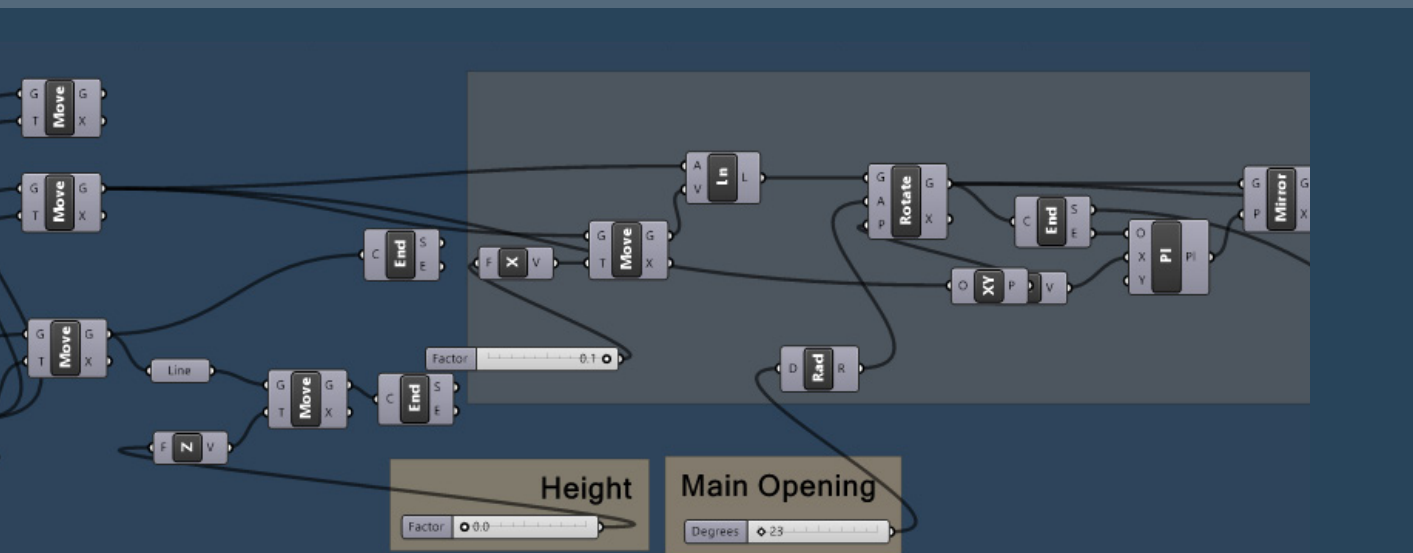 G Move G
T X
G Move G
T X
G Move G
T X
C End S
E
F X V
G Move G
T X
A Ln L
V
G Rotate G
A
P X
C End S
E
O Pl Pl
X
Y
G Mirror G
P X
O XY P
V
Factor 0.1
D Rad R
Line
G Move G
T X
C End S
E
F Z V
Height
Factor 0.0
Main Opening
Degrees 23